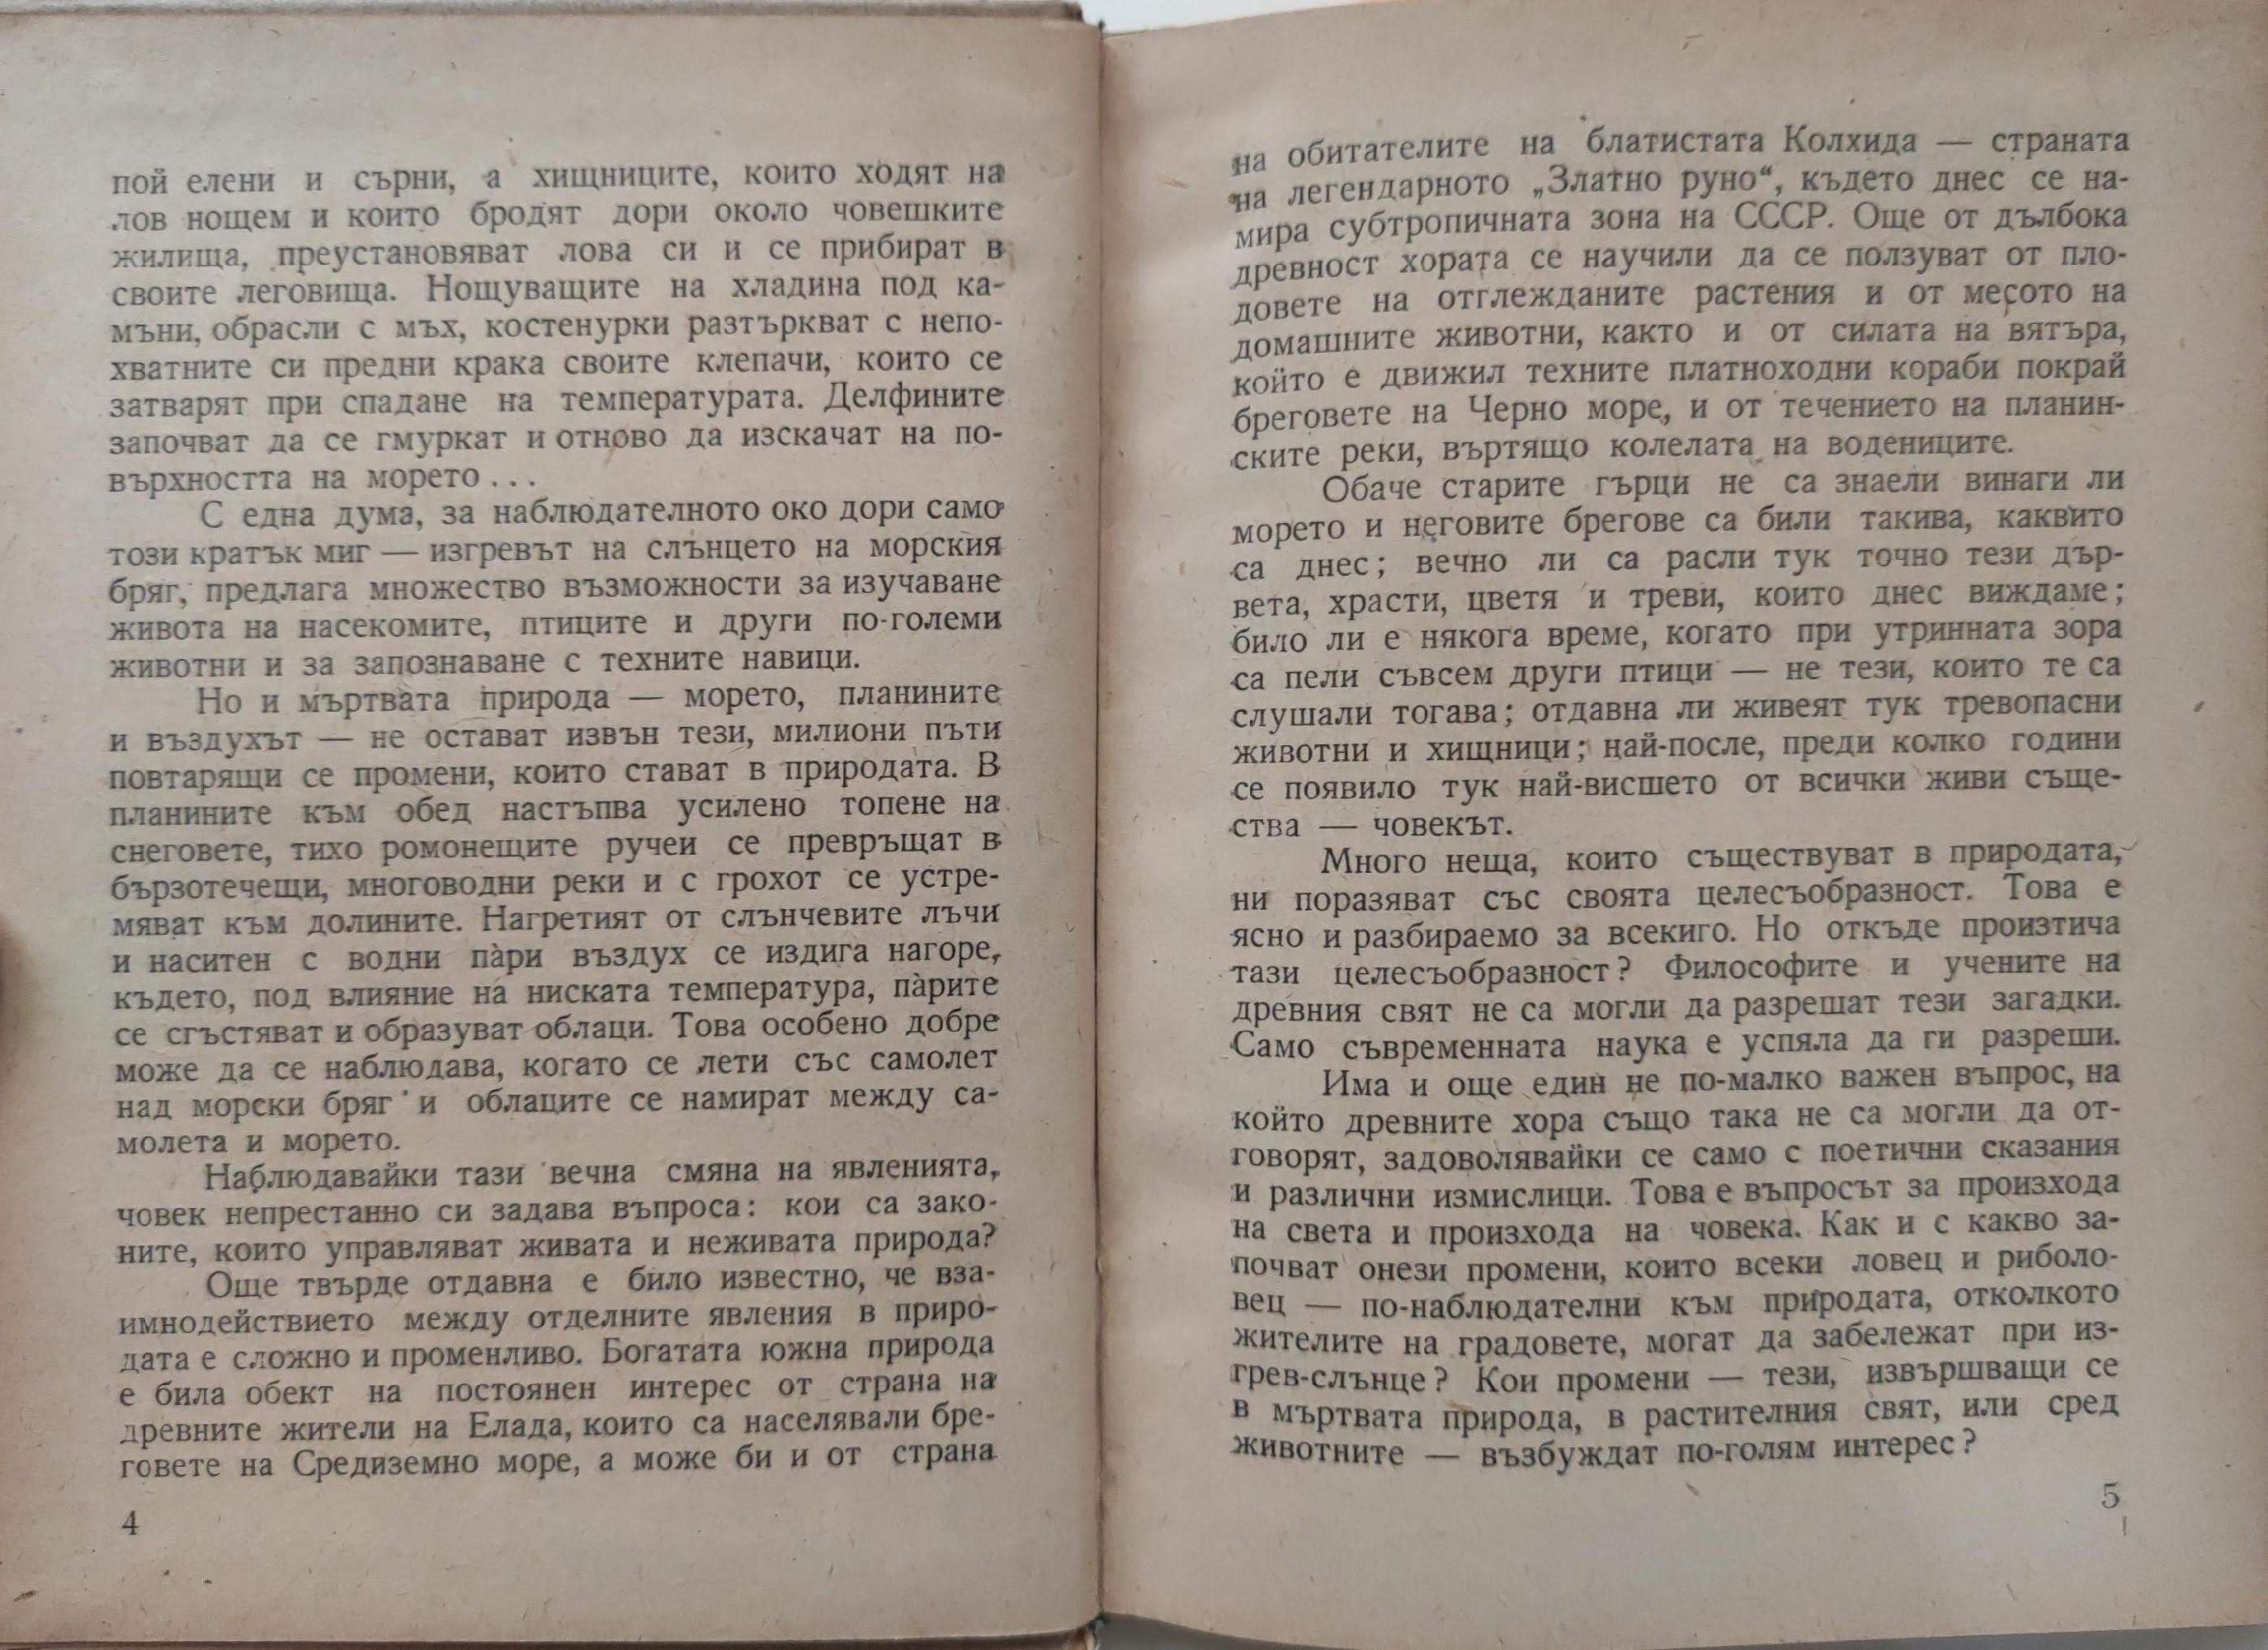 пой елени и сърни, а хищниците, които ходят на
лов нощем и които бродят дори около човешките
жилища, преустановяват лова си и се прибират в
своите леговища. Нощуващите на хладина под ка-
мъни, обрасли с мъх, костенурки разтъркват с непо-
хватните си предни крака своите клепачи, които се
затварят при спадане на температурата. Делфините
започват да се гмуркат и отново да изскачат на по-
върхността на морето...
С една дума, за наблюдателното око дори само
този кратък миг — изгревът на слънцето на морския
бряг, предлага множество възможности за изучаване
живота на насекомите, птиците и други по-големи
животни и за запознаване с техните навици.
Но и мъртвата природа — морето, планините
и въздухът — не остават извън тези, милиони пъти
повтарящи се промени, които стават в природата. В
планините към обед настъпва усилено топене на
снеговете, тихо ромонещите ручеи се превръщат в
бързотечещи, многоводни реки и с грохот се устре-
мяват към долините. Нагретият от слънчевите лъчи
и наситен с водни пàри въздух се издига нагоре,
където, под влияние на ниската температура, пàрите
се сгъстяват и образуват облаци. Това особено добре
може да се наблюдава, когато се лети със самолет
над морски бряг и облаците се намират между са-
молета и морето.
Наблюдавайки тази вечна смяна на явленията,
човек непрестанно си задава въпроса: кои са зако-
ните, които управляват живата и неживата природа?
Още твърде отдавна е било известно, че вза-
имнодействието между отделните явления в приро-
дата е сложно и променливо. Богатата южна природа
е била обект на постоянен интерес от страна на
древните жители на Елада, които са населявали бре-
говете на Средиземно море, а може би и от страна
4
на обитателите на блатистата Колхида — страната
на легендарното „Златно руно“, където днес се на-
мира субтропичната зона на СССР. Още от дълбока
древност хората се научили да се ползуват от пло-
довете на отглежданите растения и от месото на
домашните животни, както и от силата на вятъра,
който е движил техните платноходни кораби покрай
бреговете на Черно море, и от течението на планин-
ските реки, въртящо колелата на водениците.
Обаче старите гърци не са знаели винаги ли
морето и неговите брегове са били такива, каквито
са днес; вечно ли са расли тук точно тези дър-
вета, храсти, цветя и треви, които днес виждаме;
било ли е някога време, когато при утринната зора
са пели съвсем други птици — не тези, които те са
слушали тогава; отдавна ли живеят тук тревопасни
животни и хищници; най-после, преди колко години
се появило тук най-висшето от всички живи съще-
ства — човекът.
Много неща, които съществуват в природата,
ни поразяват със своята целесъобразност. Това е
ясно и разбираемо за всекиго. Но откъде произтича
тази целесъобразност? Философите и учените на
древния свят не са могли да разрешат тези загадки.
Само съвременната наука е успяла да ги разреши.
Има и още един не по-малко важен въпрос, на
който древните хора също така не са могли да от-
говорят, задоволявайки се само с поетични сказания
и различни измислици. Това е въпросът за произхода
на света и произхода на човека. Как и с какво за-
почват онези промени, които всеки ловец и риболо-
вец — по-наблюдателни към природата, отколкото
жителите на градовете, могат да забележат при из-
грев-слънце? Кои промени — тези, извършващи се
в мъртвата природа, в растителния свят, или сред
животните — възбуждат по-голям интерес?
5